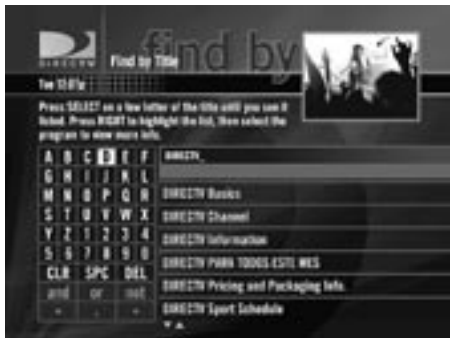 find by
DIRECTV
Find by Title
Tue 12:07a
Press SELECT on a few letter of the title until you see it
listed. Press RIGHT to highlight the list, then select the
program to view more info.
A B C D E F
G H I J K L
M N O P Q R
S T U V W X
Y Z 1 2 3 4
5 6 7 8 9 0
CLR SPC DEL
and or not
DIRECTV_
DIRECTV Basics
DIRECTV Channel
DIRECTV Information
DIRECTV PARA TODOS ESTE MES
DIRECTV Pricing and Packaging Info.
DIRECTV Sport Schedule